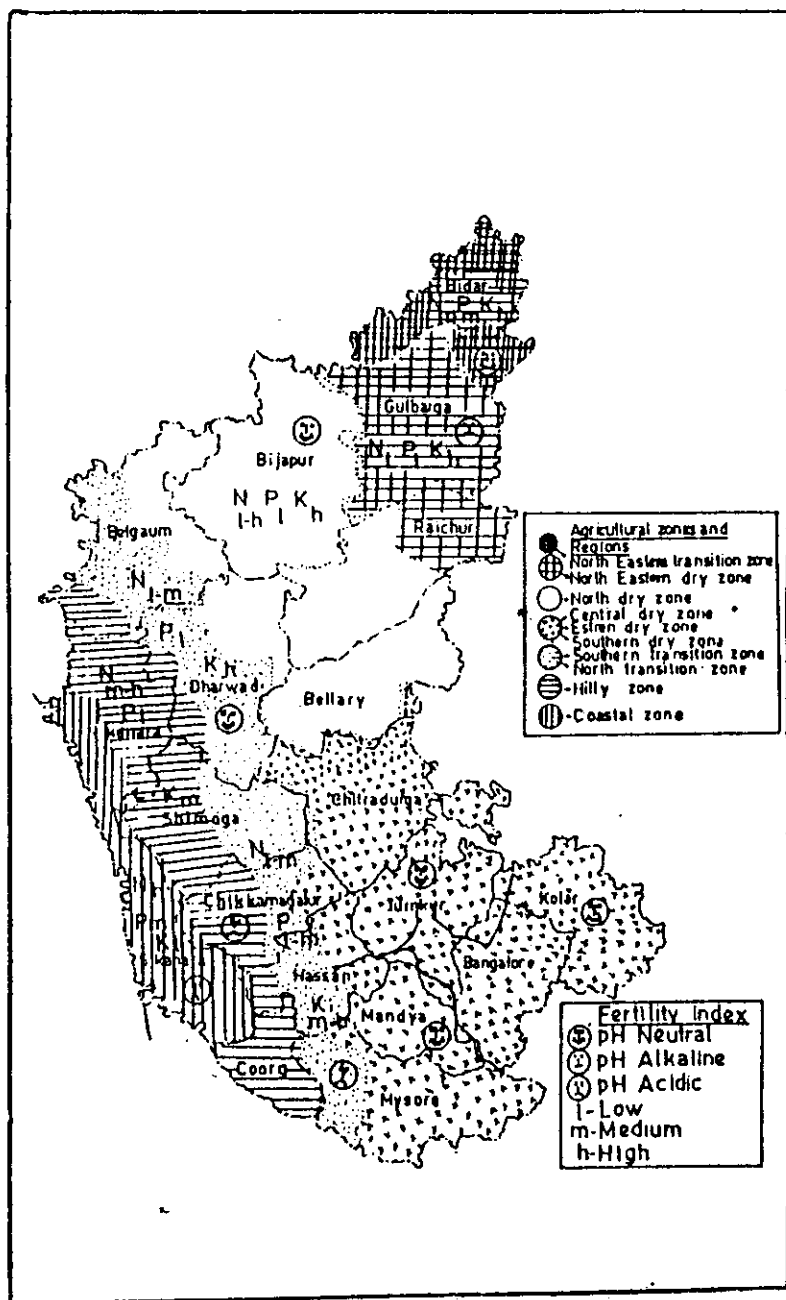 Bidar
N P K
m h
Gulbarga
N P K
l l h
Bijapur
N P K
l-h l h
Raichur
Belgaum
N
l-m
P l
K h
Dharwad
Bellary
N
m-h
P l
K m
Shimoga
Chitradurga
N l-m
Chikkamagalur
P
l-m
Tumkur
Kolar
Bangalore
P m
K
Hassan
K
m-h
Mandya
Coorg
Mysore
Agricultural zones and
Regions
North Eastern transition zone
North Eastern dry zone
North dry zone
Central dry zone
Estren dry zone
Southern dry zone
Southern transition zone
North transition zone
Hilly zone
Coastal zone
Fertility Index
pH Neutral
pH Alkaline
pH Acidic
l-Low
m-Medium
h-High